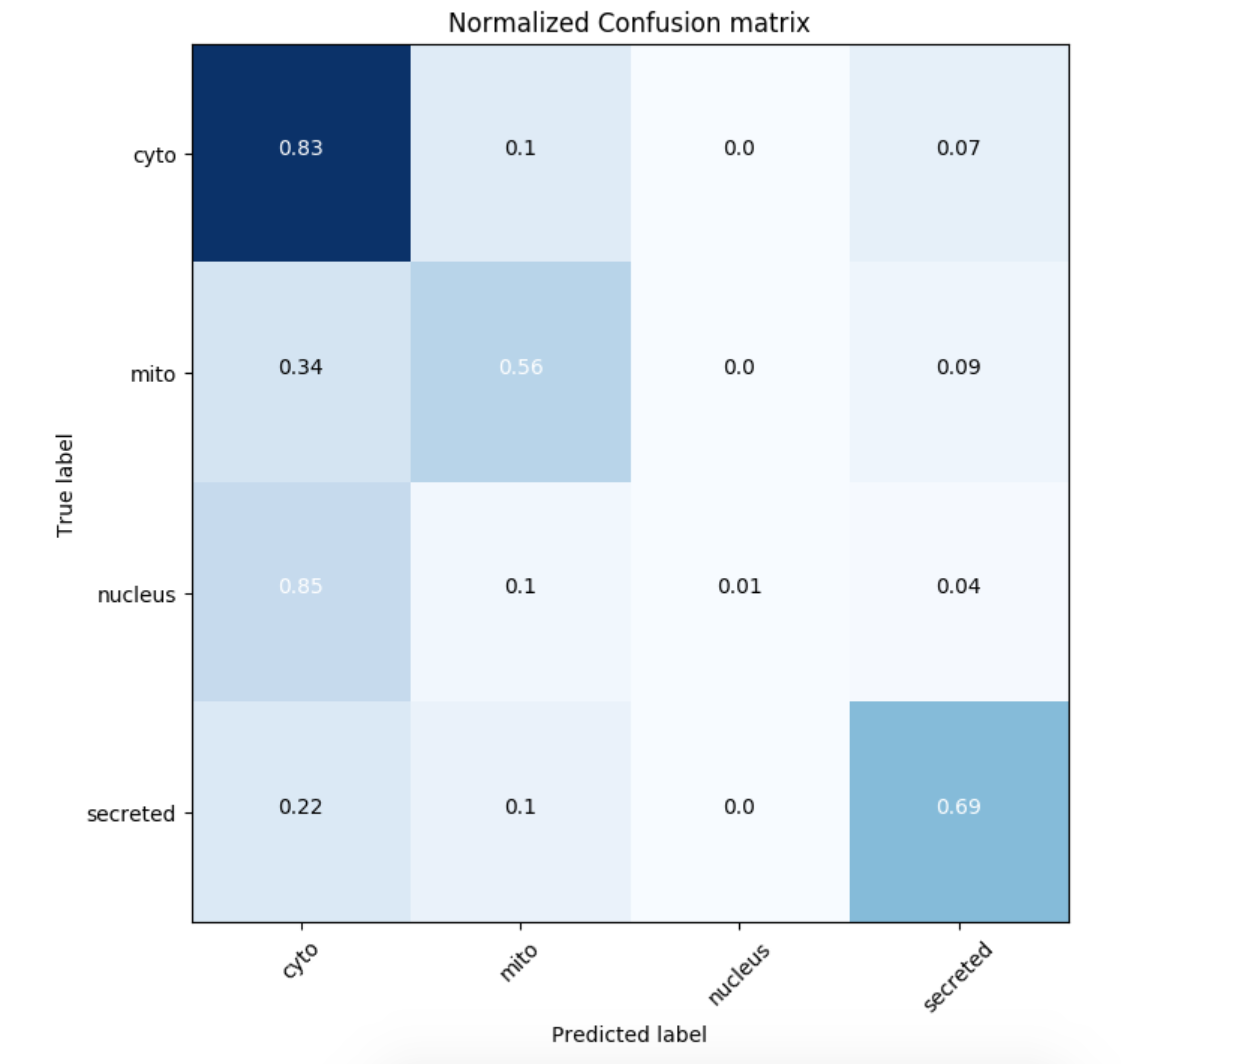 Normalized Confusion matrix
True label
cyto 0.83 0.1 0.0 0.07
mito 0.34 0.56 0.0 0.09
nucleus 0.85 0.1 0.01 0.04
secreted 0.22 0.1 0.0 0.69
cyto mito nucleus secreted
Predicted label